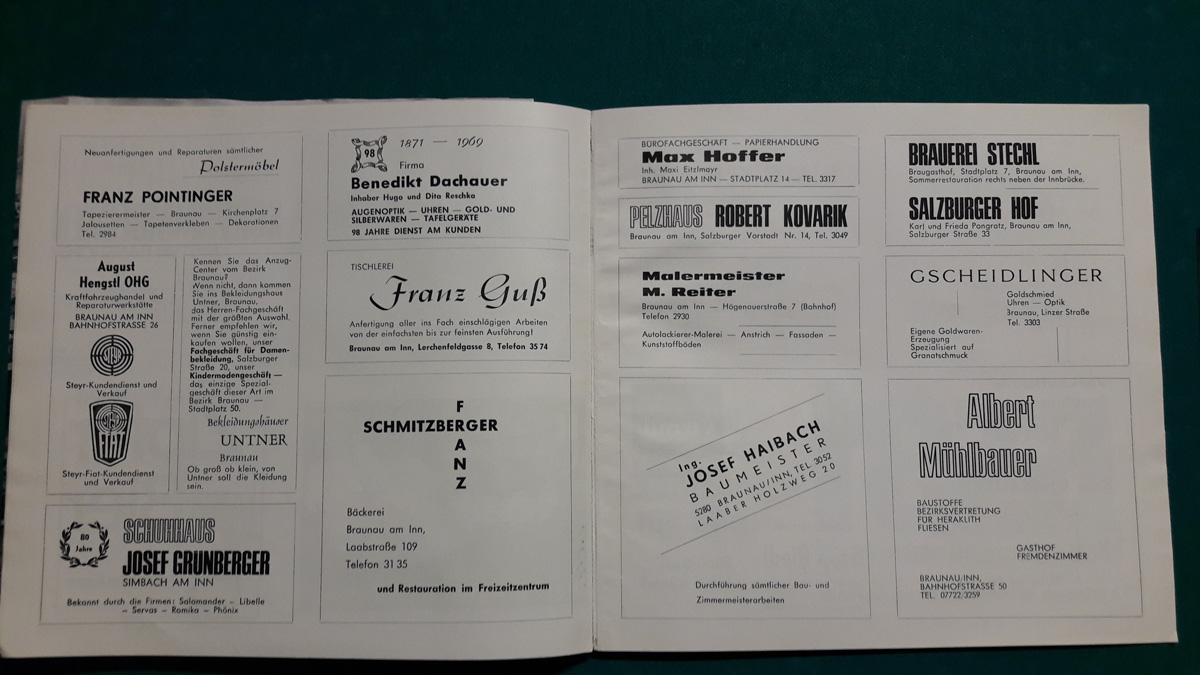 Neuanfertigungen und Reparaturen sämtlicher
Polstermöbel
FRANZ POINTINGER
Tapezierermeister — Braunau — Kirchenplatz 7
Jalousetten — Tapetenverkleben — Dekorationen
Tel. 2984
August
Hengstl OHG
Kraftfahrzeughandel und
Reparaturwerkstätte
BRAUNAU AM INN
BAHNHOFSTRASSE 26
STEYR
Steyr-Kundendienst und
Verkauf
FIAT
Steyr-Fiat-Kundendienst
und Verkauf
Kennen Sie das Anzug-
Center vom Bezirk
Braunau?
Wenn nicht, dann kommen
Sie ins Bekleidungshaus
Untner, Braunau,
das Herren-Fachgeschäft
mit der größten Auswahl.
Ferner empfehlen wir,
wenn Sie günstig ein-
kaufen wollen, unser
Fachgeschäft für Damen-
bekleidung, Salzburger
Straße 20, unser
Kindermodengeschäft —
das einzige Spezial-
geschäft dieser Art im
Bezirk Braunau —
Stadtplatz 50.
Bekleidungshäuser
UNTNER
Braunau
Ob groß ob klein, von
Untner soll die Kleidung
sein.
80
Jahre
SCHUHHAUS
JOSEF GRÜNBERGER
SIMBACH AM INN
Bekannt durch die Firmen: Salamander — Libelle
— Servas — Romika — Phönix
98
1871 — 1969
Firma
Benedikt Dachauer
Inhaber Hugo und Dita Reschka
AUGENOPTIK — UHREN — GOLD- UND
SILBERWAREN — TAFELGERÄTE
98 JAHRE DIENST AM KUNDEN
TISCHLEREI
Franz Guß
Anfertigung aller ins Fach einschlägigen Arbeiten
von der einfachsten bis zur feinsten Ausführung!
Braunau am Inn, Lerchenfeldgasse 8, Telefon 35 74
FRANZ
SCHMITZBERGER
Bäckerei
Braunau am Inn,
Laabstraße 109
Telefon 31 35
und Restauration im Freizeitzentrum
BÜROFACHGESCHÄFT — PAPIERHANDLUNG
Max Hoffer
Inh. Maxi Eitzlmayr
BRAUNAU AM INN — STADTPLATZ 14 — TEL. 3317
PELZHAUS ROBERT KOVARIK
Braunau am Inn, Salzburger Vorstadt Nr. 14, Tel. 3049
Malermeister
M. Reiter
Braunau am Inn — Högenauerstraße 7 (Bahnhof)
Telefon 2930
Autolackierer-Malerei — Anstrich — Fassaden —
Kunststoffböden
Ing.
JOSEF HAIBACH
BAUMEISTER
5280 BRAUNAU/INN, TEL. 3052
LAABER HOLZWEG 20
Durchführung sämtlicher Bau- und
Zimmermeisterarbeiten
BRAUEREI STECHL
Braugasthof, Stadtplatz 7, Braunau am Inn,
Sommerrestauration rechts neben der Innbrücke.
SALZBURGER HOF
Karl und Frieda Pangratz, Braunau am Inn,
Salzburger Straße 33
GSCHEIDLINGER
Goldschmied
Uhren — Optik
Braunau, Linzer Straße
Tel. 3303
Eigene Goldwaren-
Erzeugung
Spezialisiert auf
Granatschmuck
Albert
Mühlbauer
BAUSTOFFE
BEZIRKSVERTRETUNG
FÜR HERAKLITH
FLIESEN
GASTHOF
FREMDENZIMMER
BRAUNAU/INN,
BAHNHOFSTRASSE 50
TEL. 07722/3259